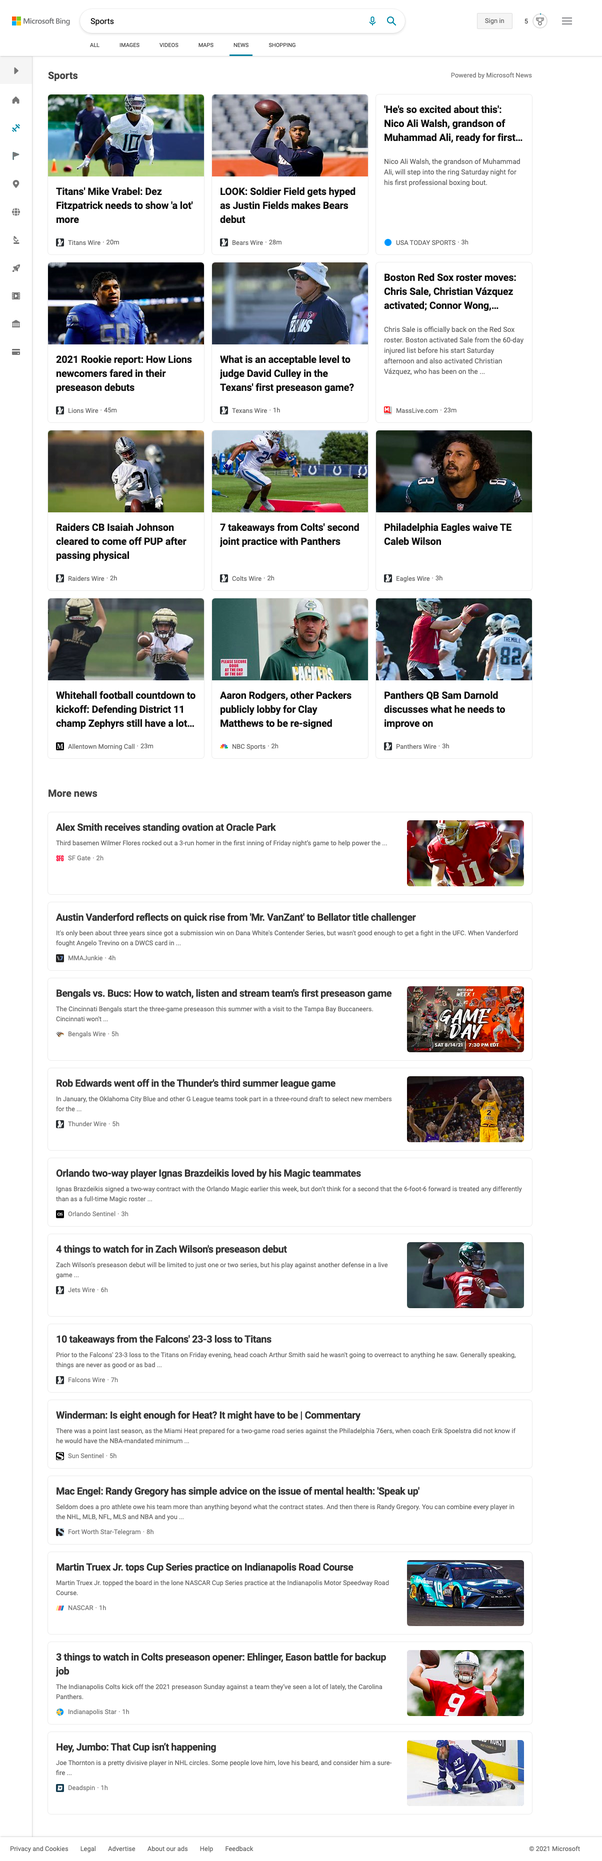 Microsoft Bing
Sports
Sign in
5
ALL
IMAGES
VIDEOS
MAPS
NEWS
SHOPPING
Sports
Powered by Microsoft News
10
Titans' Mike Vrabel: Dez
Fitzpatrick needs to show 'a lot'
more
Titans Wire · 20m
LOOK: Soldier Field gets hyped
as Justin Fields makes Bears
debut
Bears Wire · 28m
'He's so excited about this':
Nico Ali Walsh, grandson of
Muhammad Ali, ready for first...
Nico Ali Walsh, the grandson of Muhammad
Ali, will step into the ring Saturday night for
his first professional boxing bout.
USA TODAY SPORTS · 3h
58
2021 Rookie report: How Lions
newcomers fared in their
preseason debuts
Lions Wire · 45m
TEXANS
What is an acceptable level to
judge David Culley in the
Texans' first preseason game?
Texans Wire · 1h
Boston Red Sox roster moves:
Chris Sale, Christian Vázquez
activated; Connor Wong,...
Chris Sale is officially back on the Red Sox
roster. Boston activated Sale from the 60-day
injured list before his start Saturday
afternoon and also activated Christian
Vázquez, who has been on the ...
MassLive.com · 23m
31
Raiders CB Isaiah Johnson
cleared to come off PUP after
passing physical
Raiders Wire · 2h
7 takeaways from Colts' second
joint practice with Panthers
Colts Wire · 2h
Philadelphia Eagles waive TE
Caleb Wilson
Eagles Wire · 3h
Whitehall football countdown to
kickoff: Defending District 11
champ Zephyrs still have a lot...
Allentown Morning Call · 23m
PACKERS
Aaron Rodgers, other Packers
publicly lobby for Clay
Matthews to be re-signed
NBC Sports · 2h
82
Panthers QB Sam Darnold
discusses what he needs to
improve on
Panthers Wire · 3h
More news
Alex Smith receives standing ovation at Oracle Park
Third basemen Wilmer Flores rocked out a 3-run homer in the first inning of Friday night's game to help power the ...
SF Gate · 2h
11
Austin Vanderford reflects on quick rise from 'Mr. VanZant' to Bellator title challenger
It's only been about three years since got a submission win on Dana White's Contender Series, but wasn't good enough to get a fight in the UFC. When Vanderford
fought Angelo Trevino on a DWCS card in ...
MMAJunkie · 4h
Bengals vs. Bucs: How to watch, listen and stream team's first preseason game
The Cincinnati Bengals start the three-game preseason this summer with a visit to the Tampa Bay Buccaneers.
Cincinnati won't ...
Bengals Wire · 5h
WEEK 1
GAME
DAY
SAT 8/14/21 | 7:30 PM EDT
Rob Edwards went off in the Thunder's third summer league game
In January, the Oklahoma City Blue and other G League teams took part in a three-round draft to select new members
for the ...
Thunder Wire · 5h
2
Orlando two-way player Ignas Brazdeikis loved by his Magic teammates
Ignas Brazdeikis signed a two-way contract with the Orlando Magic earlier this week, but don't think for a second that the 6-foot-6 forward is treated any differently
than as a full-time Magic roster ...
Orlando Sentinel · 3h
4 things to watch for in Zach Wilson's preseason debut
Zach Wilson's preseason debut will be limited to just one or two series, but his play against another defense in a live
game ...
Jets Wire · 6h
2
10 takeaways from the Falcons' 23-3 loss to Titans
Prior to the Falcons' 23-3 loss to the Titans on Friday evening, head coach Arthur Smith said he wasn't going to overreact to anything he saw. Generally speaking,
things are never as good or as bad ...
Falcons Wire · 7h
Winderman: Is eight enough for Heat? It might have to be | Commentary
There was a point last season, as the Miami Heat prepared for a two-game road series against the Philadelphia 76ers, when coach Erik Spoelstra did not know if
he would have the NBA-mandated minimum ...
Sun Sentinel · 5h
Mac Engel: Randy Gregory has simple advice on the issue of mental health: 'Speak up'
Seldom does a pro athlete owe his team more than anything beyond what the contract states. And then there is Randy Gregory. You can combine every player in
the NHL, MLB, NFL, MLS and NBA and you ...
Fort Worth Star-Telegram · 8h
Martin Truex Jr. tops Cup Series practice on Indianapolis Road Course
Martin Truex Jr. topped the board in the lone NASCAR Cup Series practice at the Indianapolis Motor Speedway Road
Course.
NASCAR · 1h
19
3 things to watch in Colts preseason opener: Ehlinger, Eason battle for backup
job
The Indianapolis Colts kick off the 2021 preseason Sunday against a team they've seen a lot of lately, the Carolina
Panthers.
Indianapolis Star · 1h
9
Hey, Jumbo: That Cup isn't happening
Joe Thornton is a pretty divisive player in NHL circles. Some people love him, love his beard, and consider him a sure-
fire ...
Deadspin · 1h
97
Privacy and Cookies
Legal
Advertise
About our ads
Help
Feedback
© 2021 Microsoft